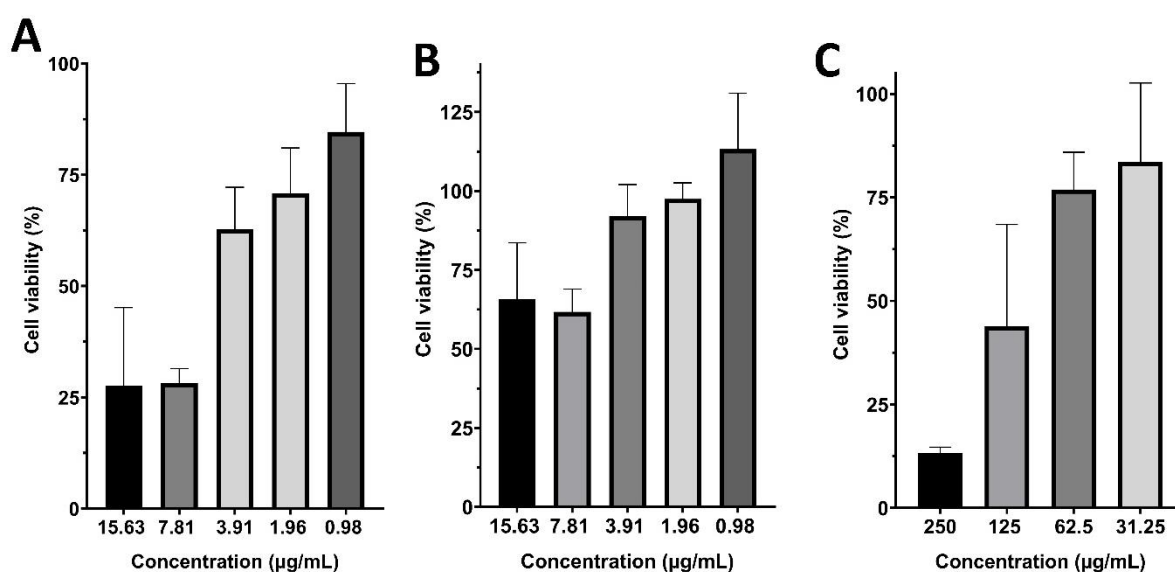 A
Cell viability (%)
100
75
50
25
0
15.63 7.81 3.91 1.96 0.98
Concentration (µg/mL)
B
Cell viability (%)
125
100
75
50
25
0
15.63 7.81 3.91 1.96 0.98
Concentration (µg/mL)
C
Cell viability (%)
100
75
50
25
0
250 125 62.5 31.25
Concentration (µg/mL)